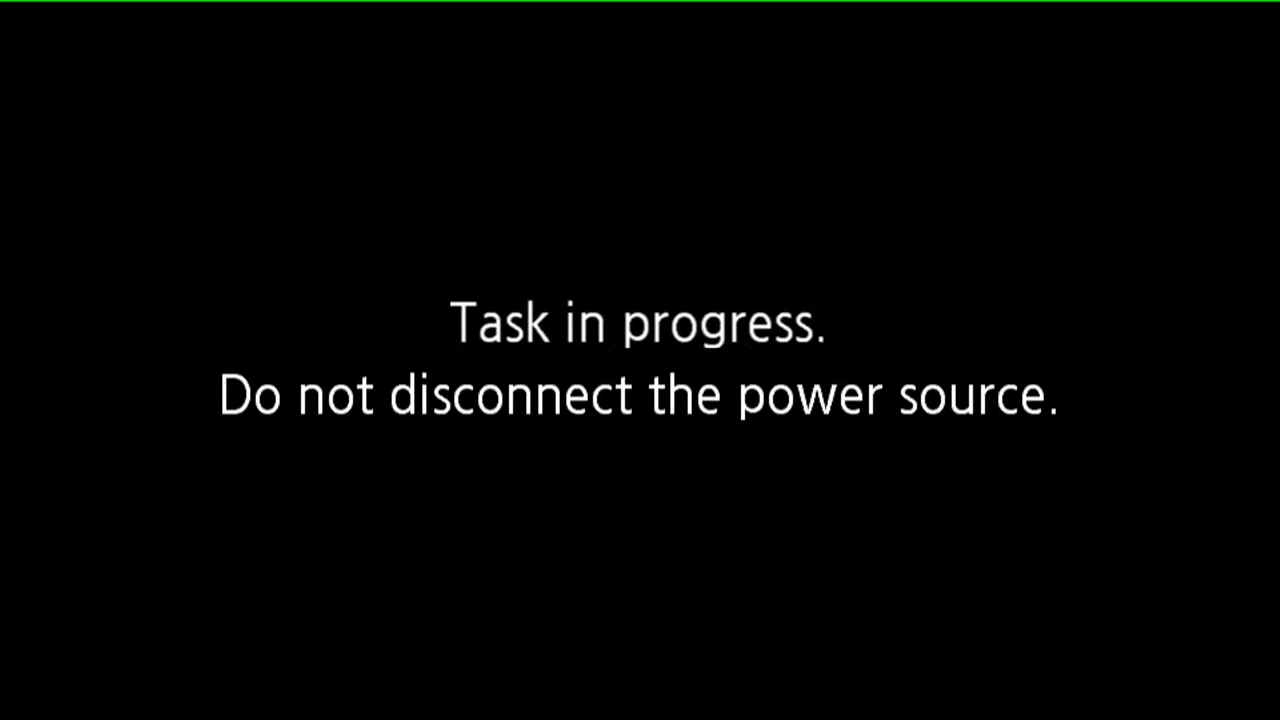 Task in progress.
Do not disconnect the power source.